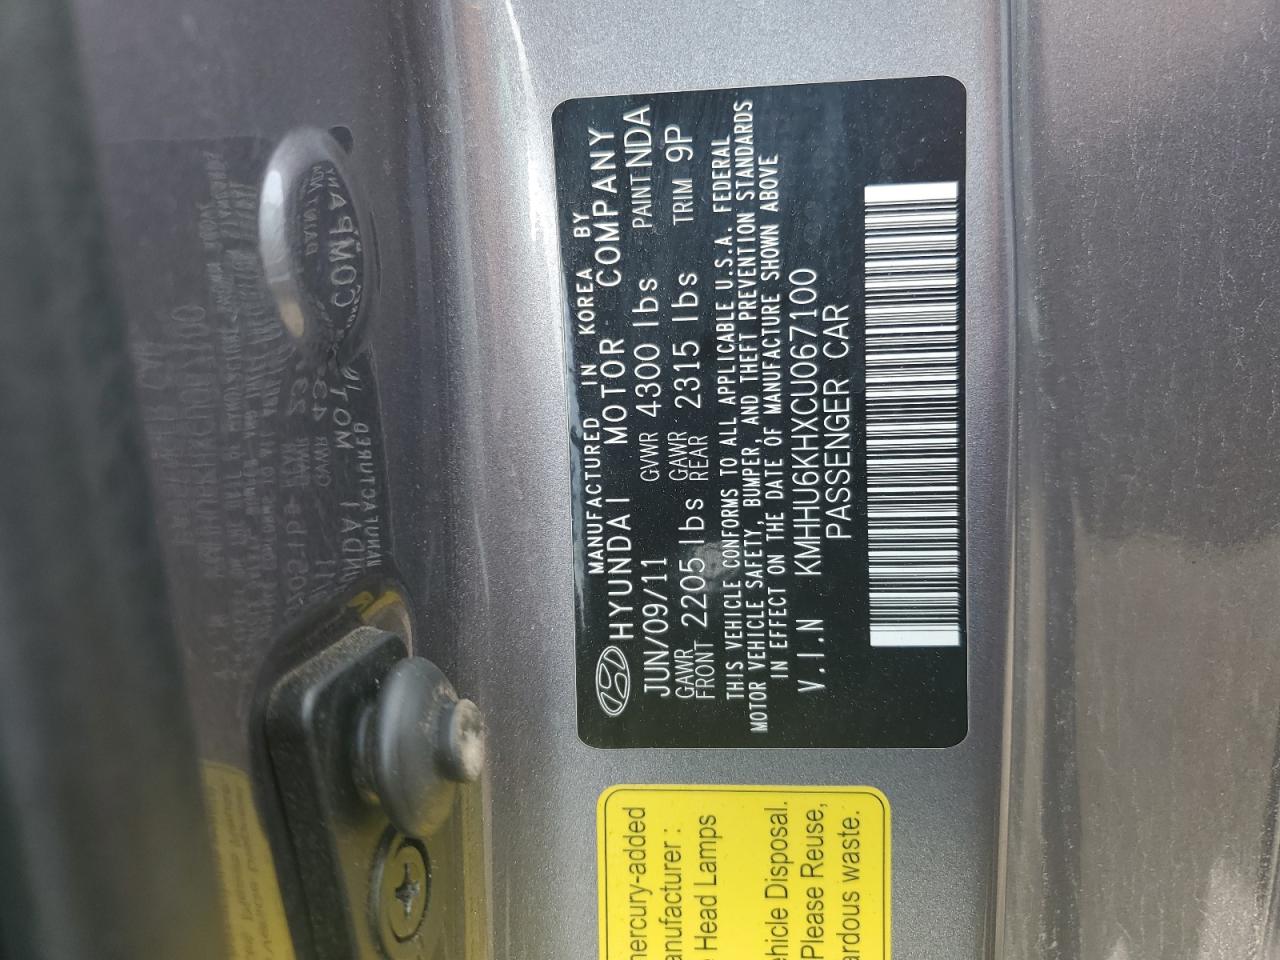 MANUFACTURED IN KOREA BY
HYUNDAI MOTOR COMPANY
JUN/09/11 GVWR 4300 lbs PAINT NDA
GAWR FRONT 2205 lbs GAWR REAR 2315 lbs TRIM 9P
THIS VEHICLE CONFORMS TO ALL APPLICABLE U.S.A. FEDERAL
MOTOR VEHICLE SAFETY, BUMPER, AND THEFT PREVENTION STANDARDS
IN EFFECT ON THE DATE OF MANUFACTURE SHOWN ABOVE
V.I.N KMHHU6KHXCU067100
PASSENGER CAR
mercury-added
anufacturer :
Head Lamps
ehicle Disposal.
Please Reuse,
ardous waste.